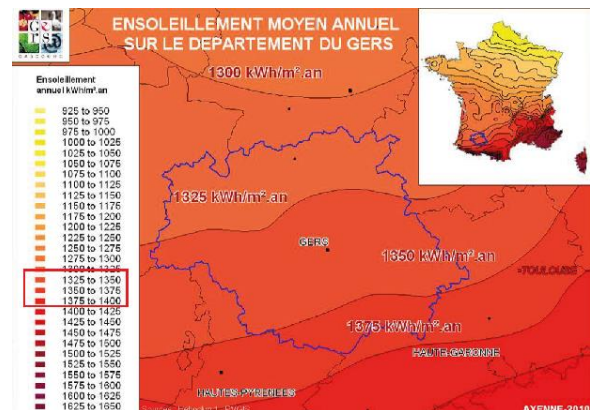 GERS
GASCOGNE
ENSOLEILLEMENT MOYEN ANNUEL
SUR LE DEPARTEMENT DU GERS
1300 kWh/m².an
Ensoleillement
annuel kWh/m².an
925 to 950
950 to 975
975 to 1000
1000 to 1025
1025 to 1050
1050 to 1075
1075 to 1100
1100 to 1125
1125 to 1150
1150 to 1175
1175 to 1200
1200 to 1225
1225 to 1250
1250 to 1275
1275 to 1300
1300 to 1325
1325 to 1350
1350 to 1375
1375 to 1400
1400 to 1425
1425 to 1450
1450 to 1475
1475 to 1500
1500 to 1525
1525 to 1550
1550 to 1575
1575 to 1600
1600 to 1625
1625 to 1650
1325 kWh/m².an
GERS
1350 kWh/m².an
TOULOUSE
1375 kWh/m².an
HAUTE-GARONNE
HAUTES-PYRENEES
AXENNE-2010